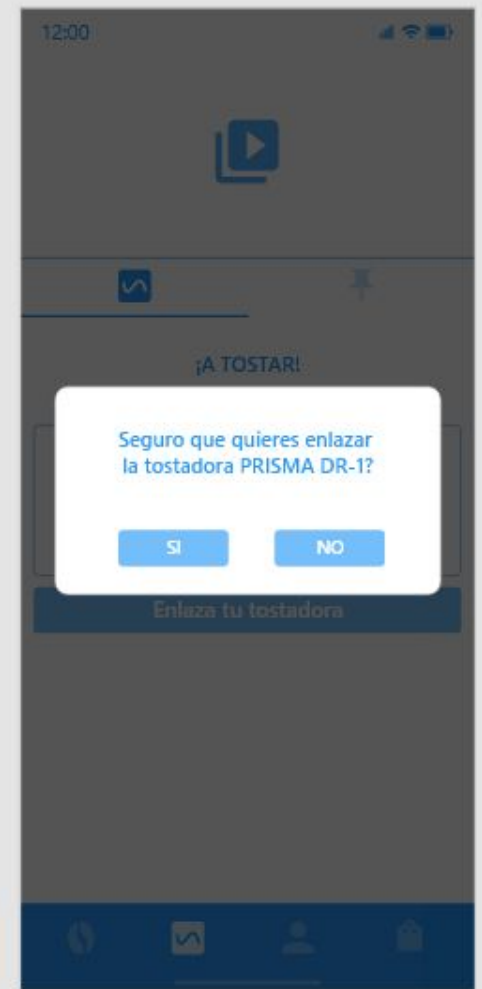 12:00
¡A TOSTAR!
Seguro que quieres enlazar
la tostadora PRISMA DR-1?
SI
NO
Enlaza tu tostadora